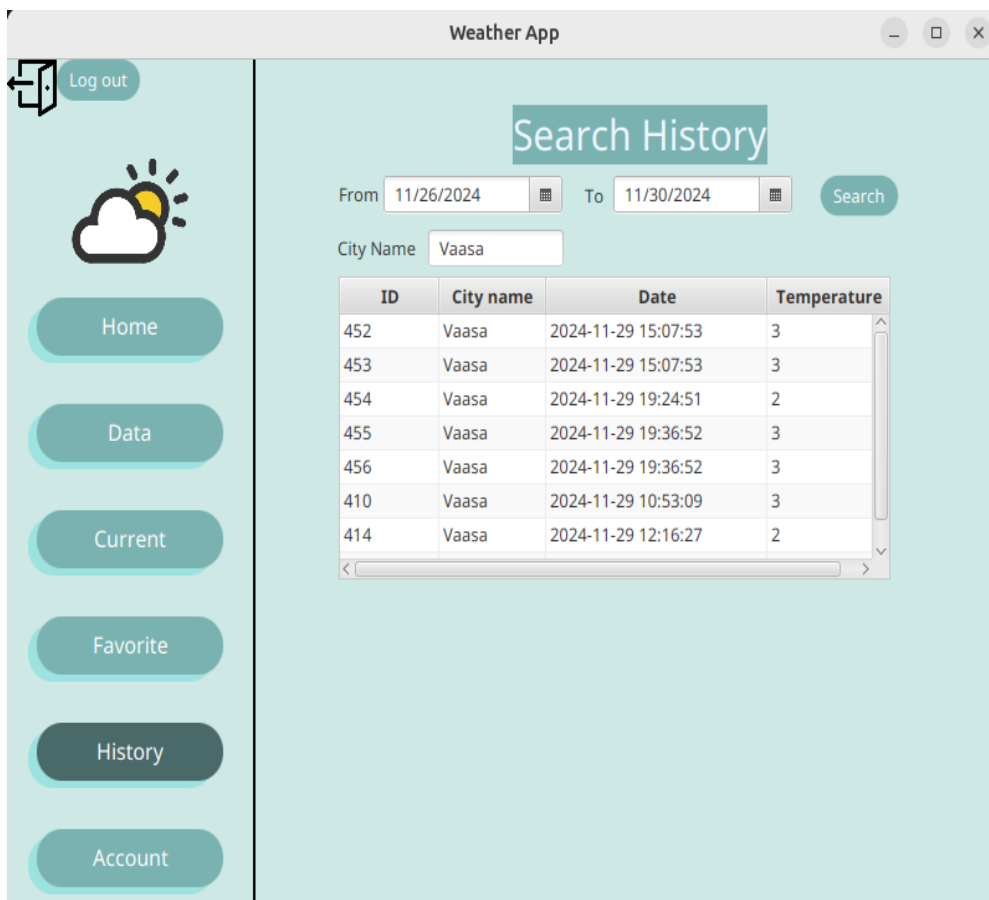 Weather App
Log out
Search History
From 11/26/2024 To 11/30/2024 Search
City Name Vaasa
ID City name Date Temperature
452 Vaasa 2024-11-29 15:07:53 3
453 Vaasa 2024-11-29 15:07:53 3
454 Vaasa 2024-11-29 19:24:51 2
455 Vaasa 2024-11-29 19:36:52 3
456 Vaasa 2024-11-29 19:36:52 3
410 Vaasa 2024-11-29 10:53:09 3
414 Vaasa 2024-11-29 12:16:27 2
Home
Data
Current
Favorite
History
Account